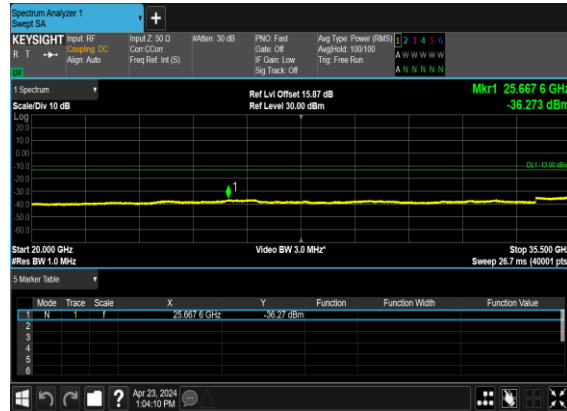 Spectrum Analyzer 1
Swept SA
KEYSIGHT Input: RF Input Z: 50 Ω #Atten: 30 dB PNO: Fast Avg Type: Power (RMS) 1 2 3 4 5 6
R T Coupling: DC Corr CCorr Gate: Off Avg|Hold: 100/100 A W W W W W
Align: Auto Freq Ref: Int (S) IF Gain: Low Trig: Free Run
Sig Track: Off A N N N N N
1 Spectrum Ref Lvl Offset 15.87 dB Mkr1 25.667 6 GHz
Scale/Div 10 dB Ref Level 30.00 dBm -36.273 dBm
Log
20.0
10.0
0.00
-10.0
DL1 -13.00 dBm
-20.0
-30.0
1
-40.0
-50.0
-60.0
Start 20.000 GHz Video BW 3.0 MHz* Stop 35.500 GHz
#Res BW 1.0 MHz Sweep 26.7 ms (40001 pts
5 Marker Table
Mode Trace Scale X Y Function Function Width Function Value
1 N 1 f 25.667 6 GHz -36.27 dBm
2
3
4
5
6
? Apr 23, 2024
1:04:10 PM